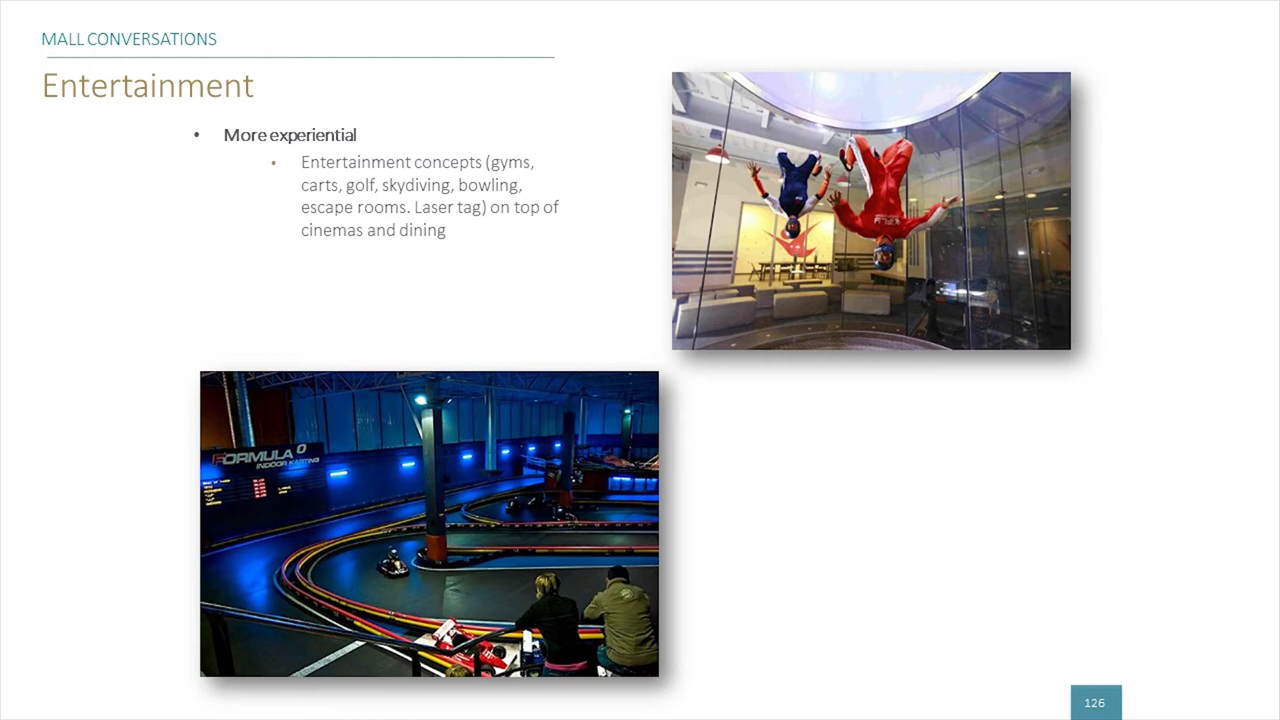 MALL CONVERSATIONS
Entertainment
• More experiential
• Entertainment concepts (gyms,
carts, golf, skydiving, bowling,
escape rooms. Laser tag) on top of
cinemas and dining
FORMULA 0
INDOOR KARTING
126